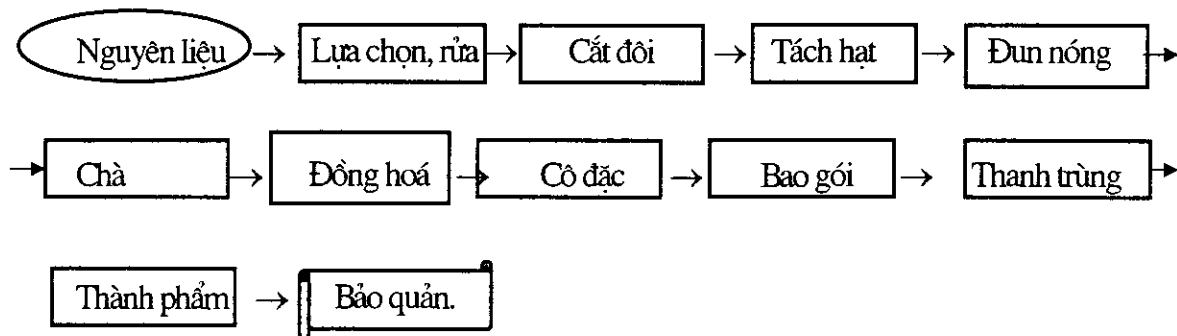 Nguyên liệu → Lựa chọn, rửa → Cắt đôi → Tách hạt → Đun nóng →
→ Chà → Đồng hoá → Cô đặc → Bao gói → Thanh trùng →
Thành phẩm → Bảo quản.